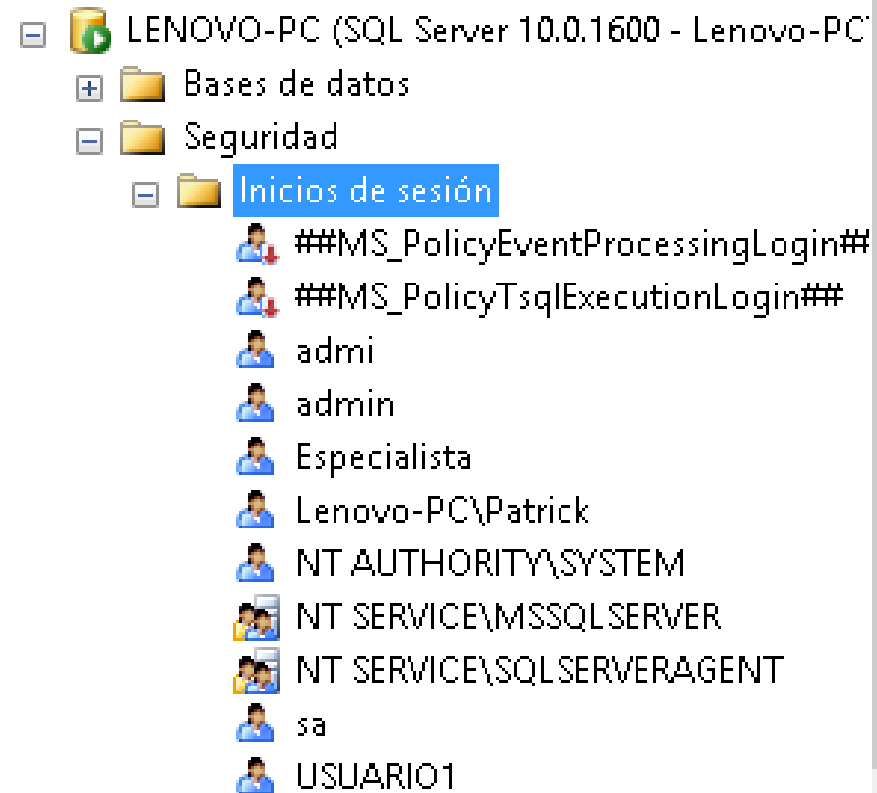 LENOVO-PC (SQL Server 10.0.1600 - Lenovo-PC
Bases de datos
Seguridad
Inicios de sesión
##MS_PolicyEventProcessingLogin##
##MS_PolicyTsqlExecutionLogin##
admi
admin
Especialista
Lenovo-PC\Patrick
NT AUTHORITY\SYSTEM
NT SERVICE\MSSQLSERVER
NT SERVICE\SQLSERVERAGENT
sa
USUARIO1